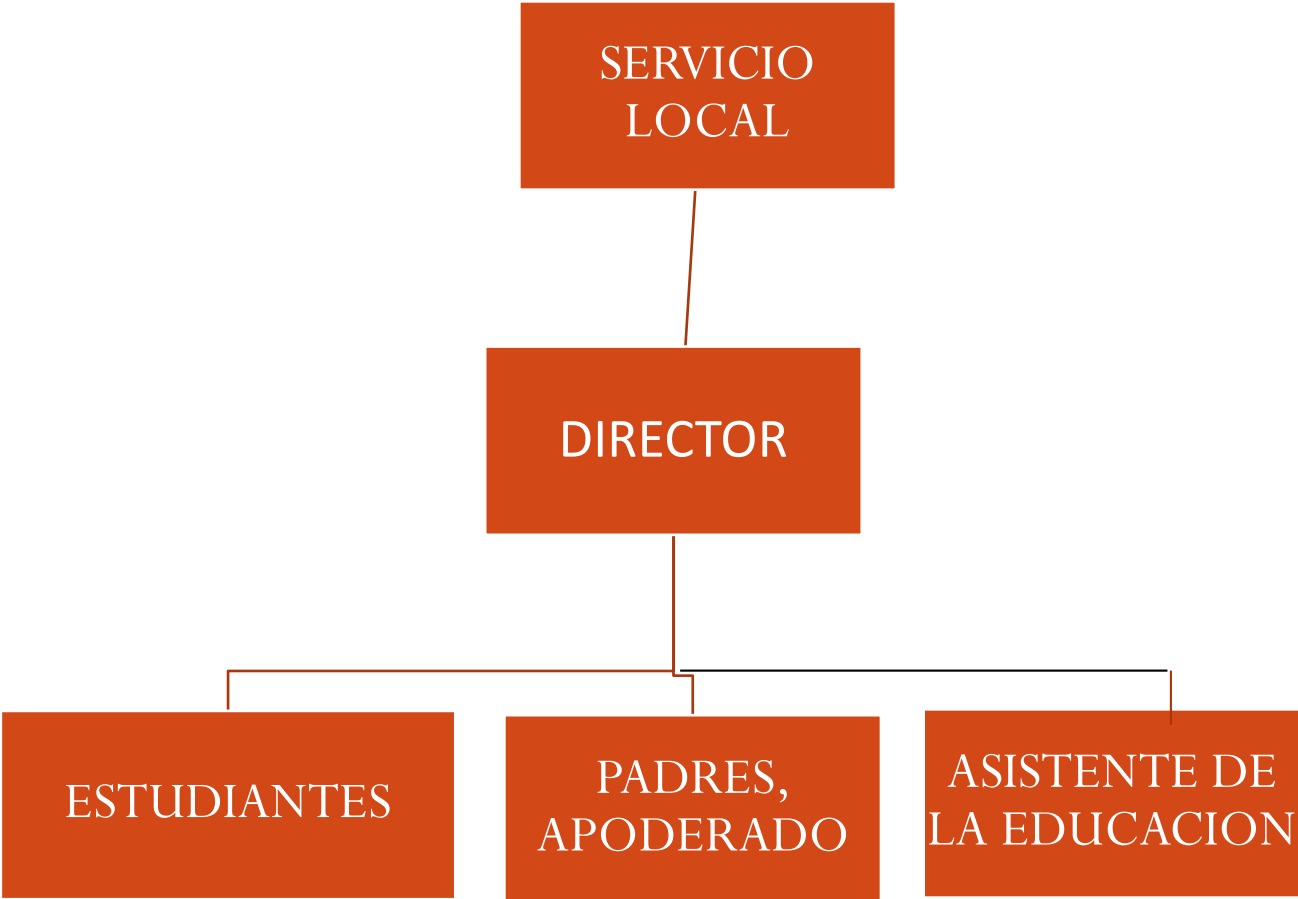 SERVICIO
LOCAL
DIRECTOR
ESTUDIANTES
PADRES,
APODERADO
ASISTENTE DE
LA EDUCACION